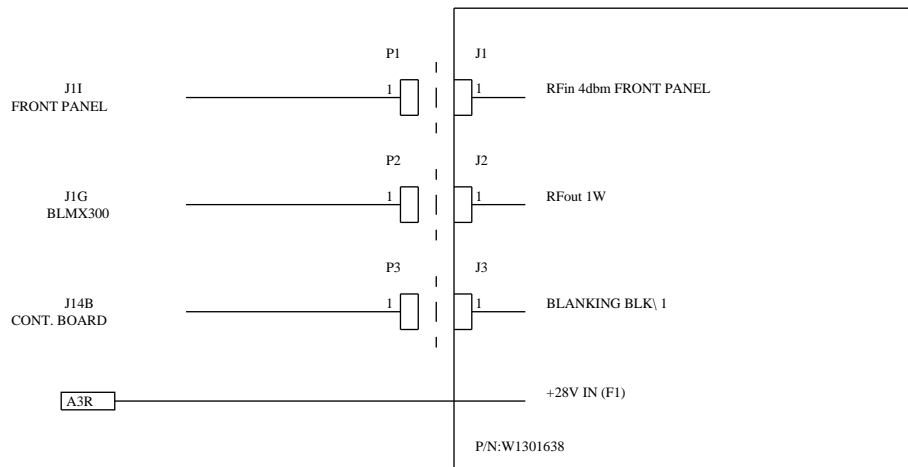 P1
J1
J1I
FRONT PANEL
1
1
RFin 4dbm FRONT PANEL
P2
J2
J1G
BLMX300
1
1
RFout 1W
P3
J3
J14B
CONT. BOARD
1
1
BLANKING BLK\ 1
A3R
+28V IN (F1)
P/N:W1301638